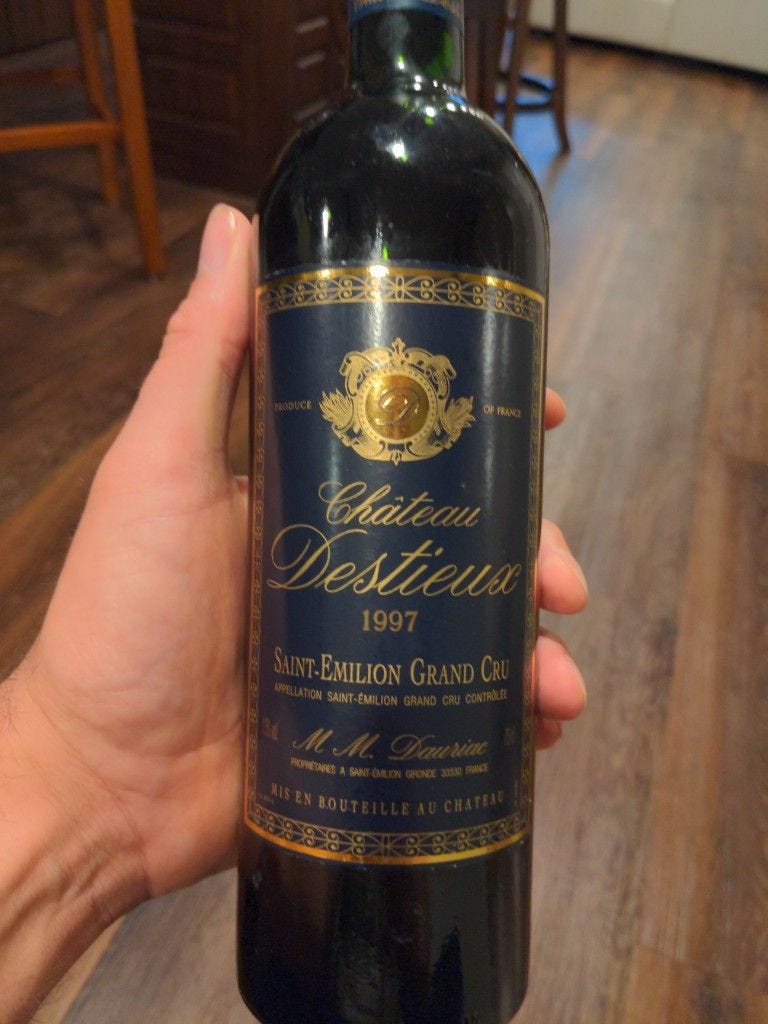 D
PRODUCE OF FRANCE
Château
Destieux
1997
SAINT-EMILION GRAND CRU
APPELLATION SAINT-ÉMILION GRAND CRU CONTRÔLÉE
M M. Dauriac
PROPRIÉTAIRES A SAINT-ÉMILION GIRONDE 33330 FRANCE
MIS EN BOUTEILLE AU CHATEAU